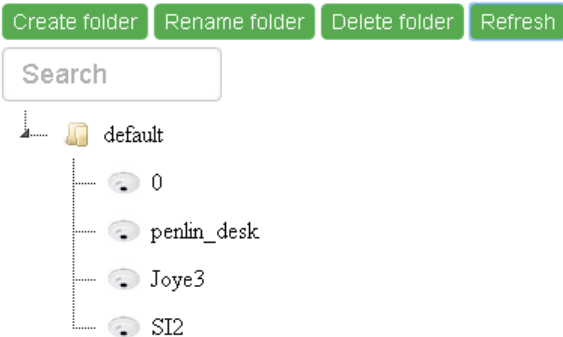 Create folder Rename folder Delete folder Refresh
Search
default
0
penlin_desk
Joye3
SI2